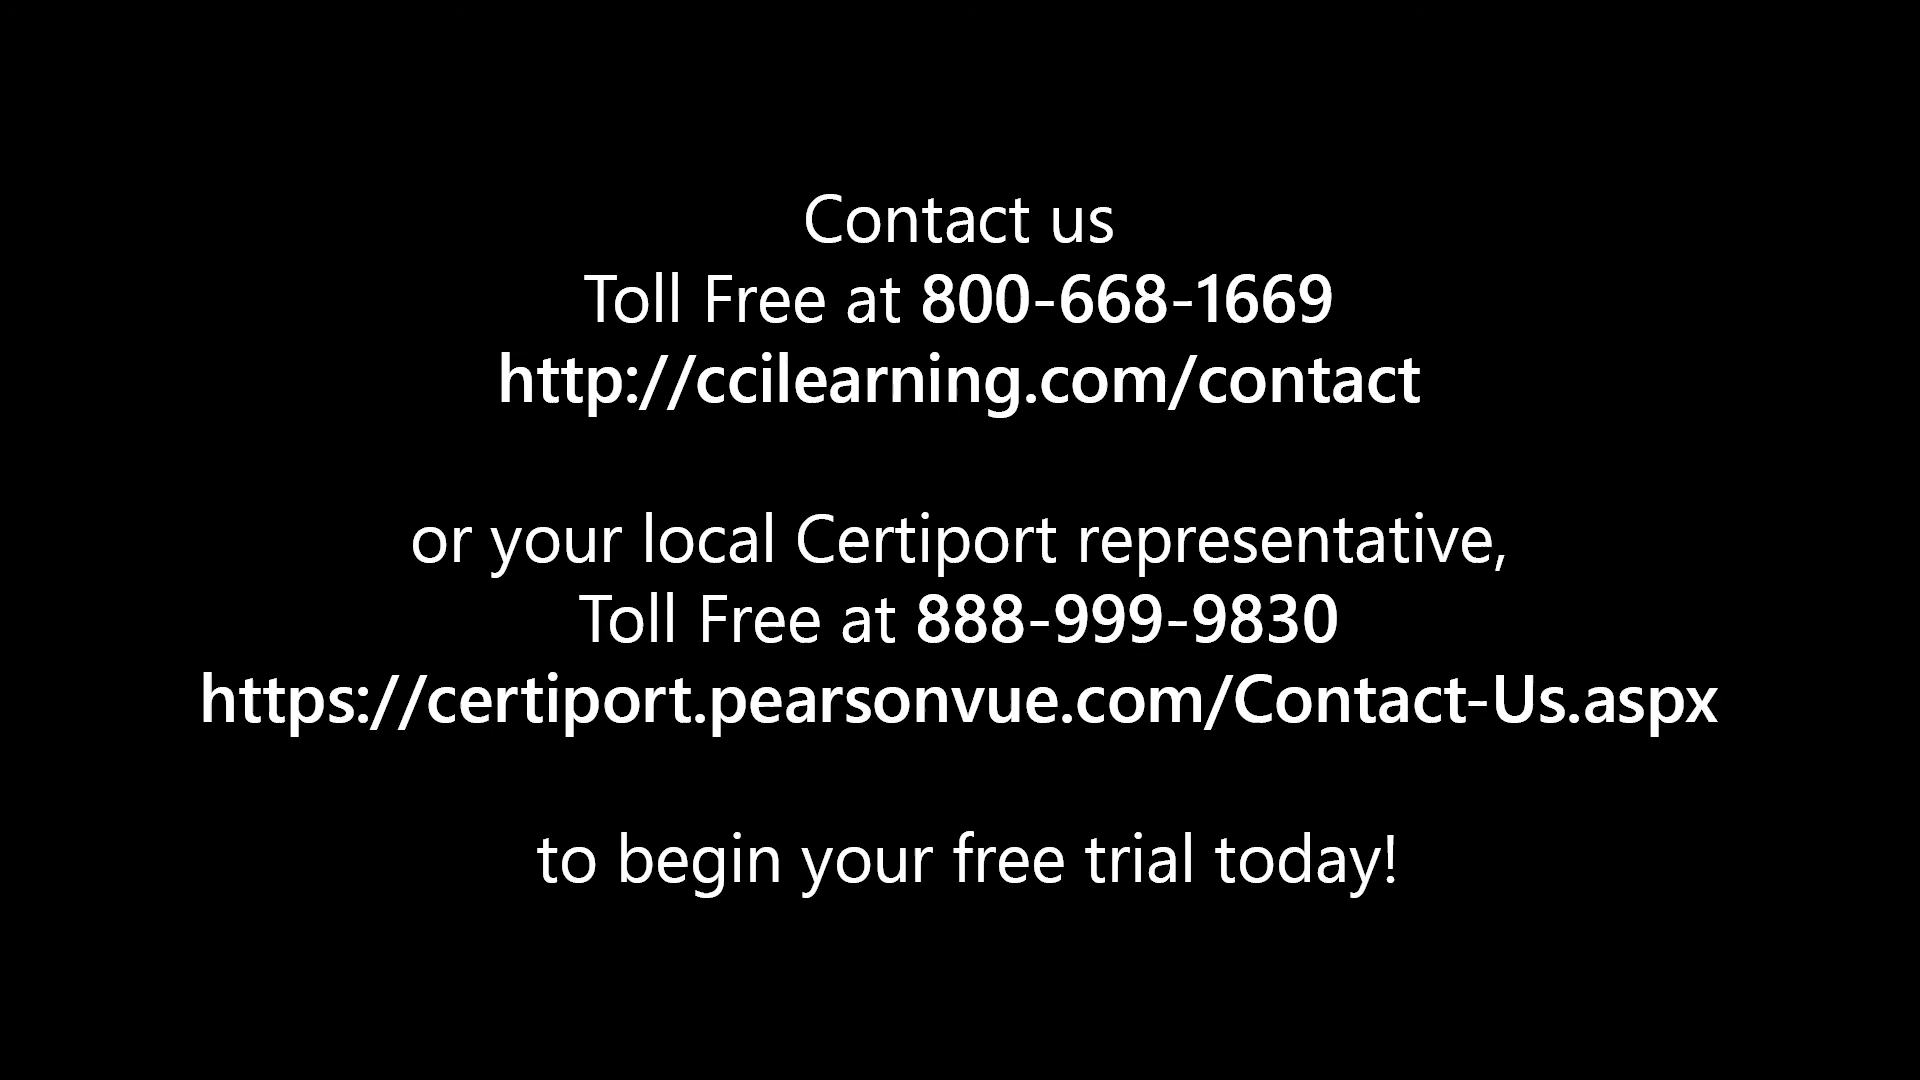 Contact us
Toll Free at 800-668-1669
http://ccilearning.com/contact
or your local Certiport representative,
Toll Free at 888-999-9830
https://certiport.pearsonvue.com/Contact-Us.aspx
to begin your free trial today!